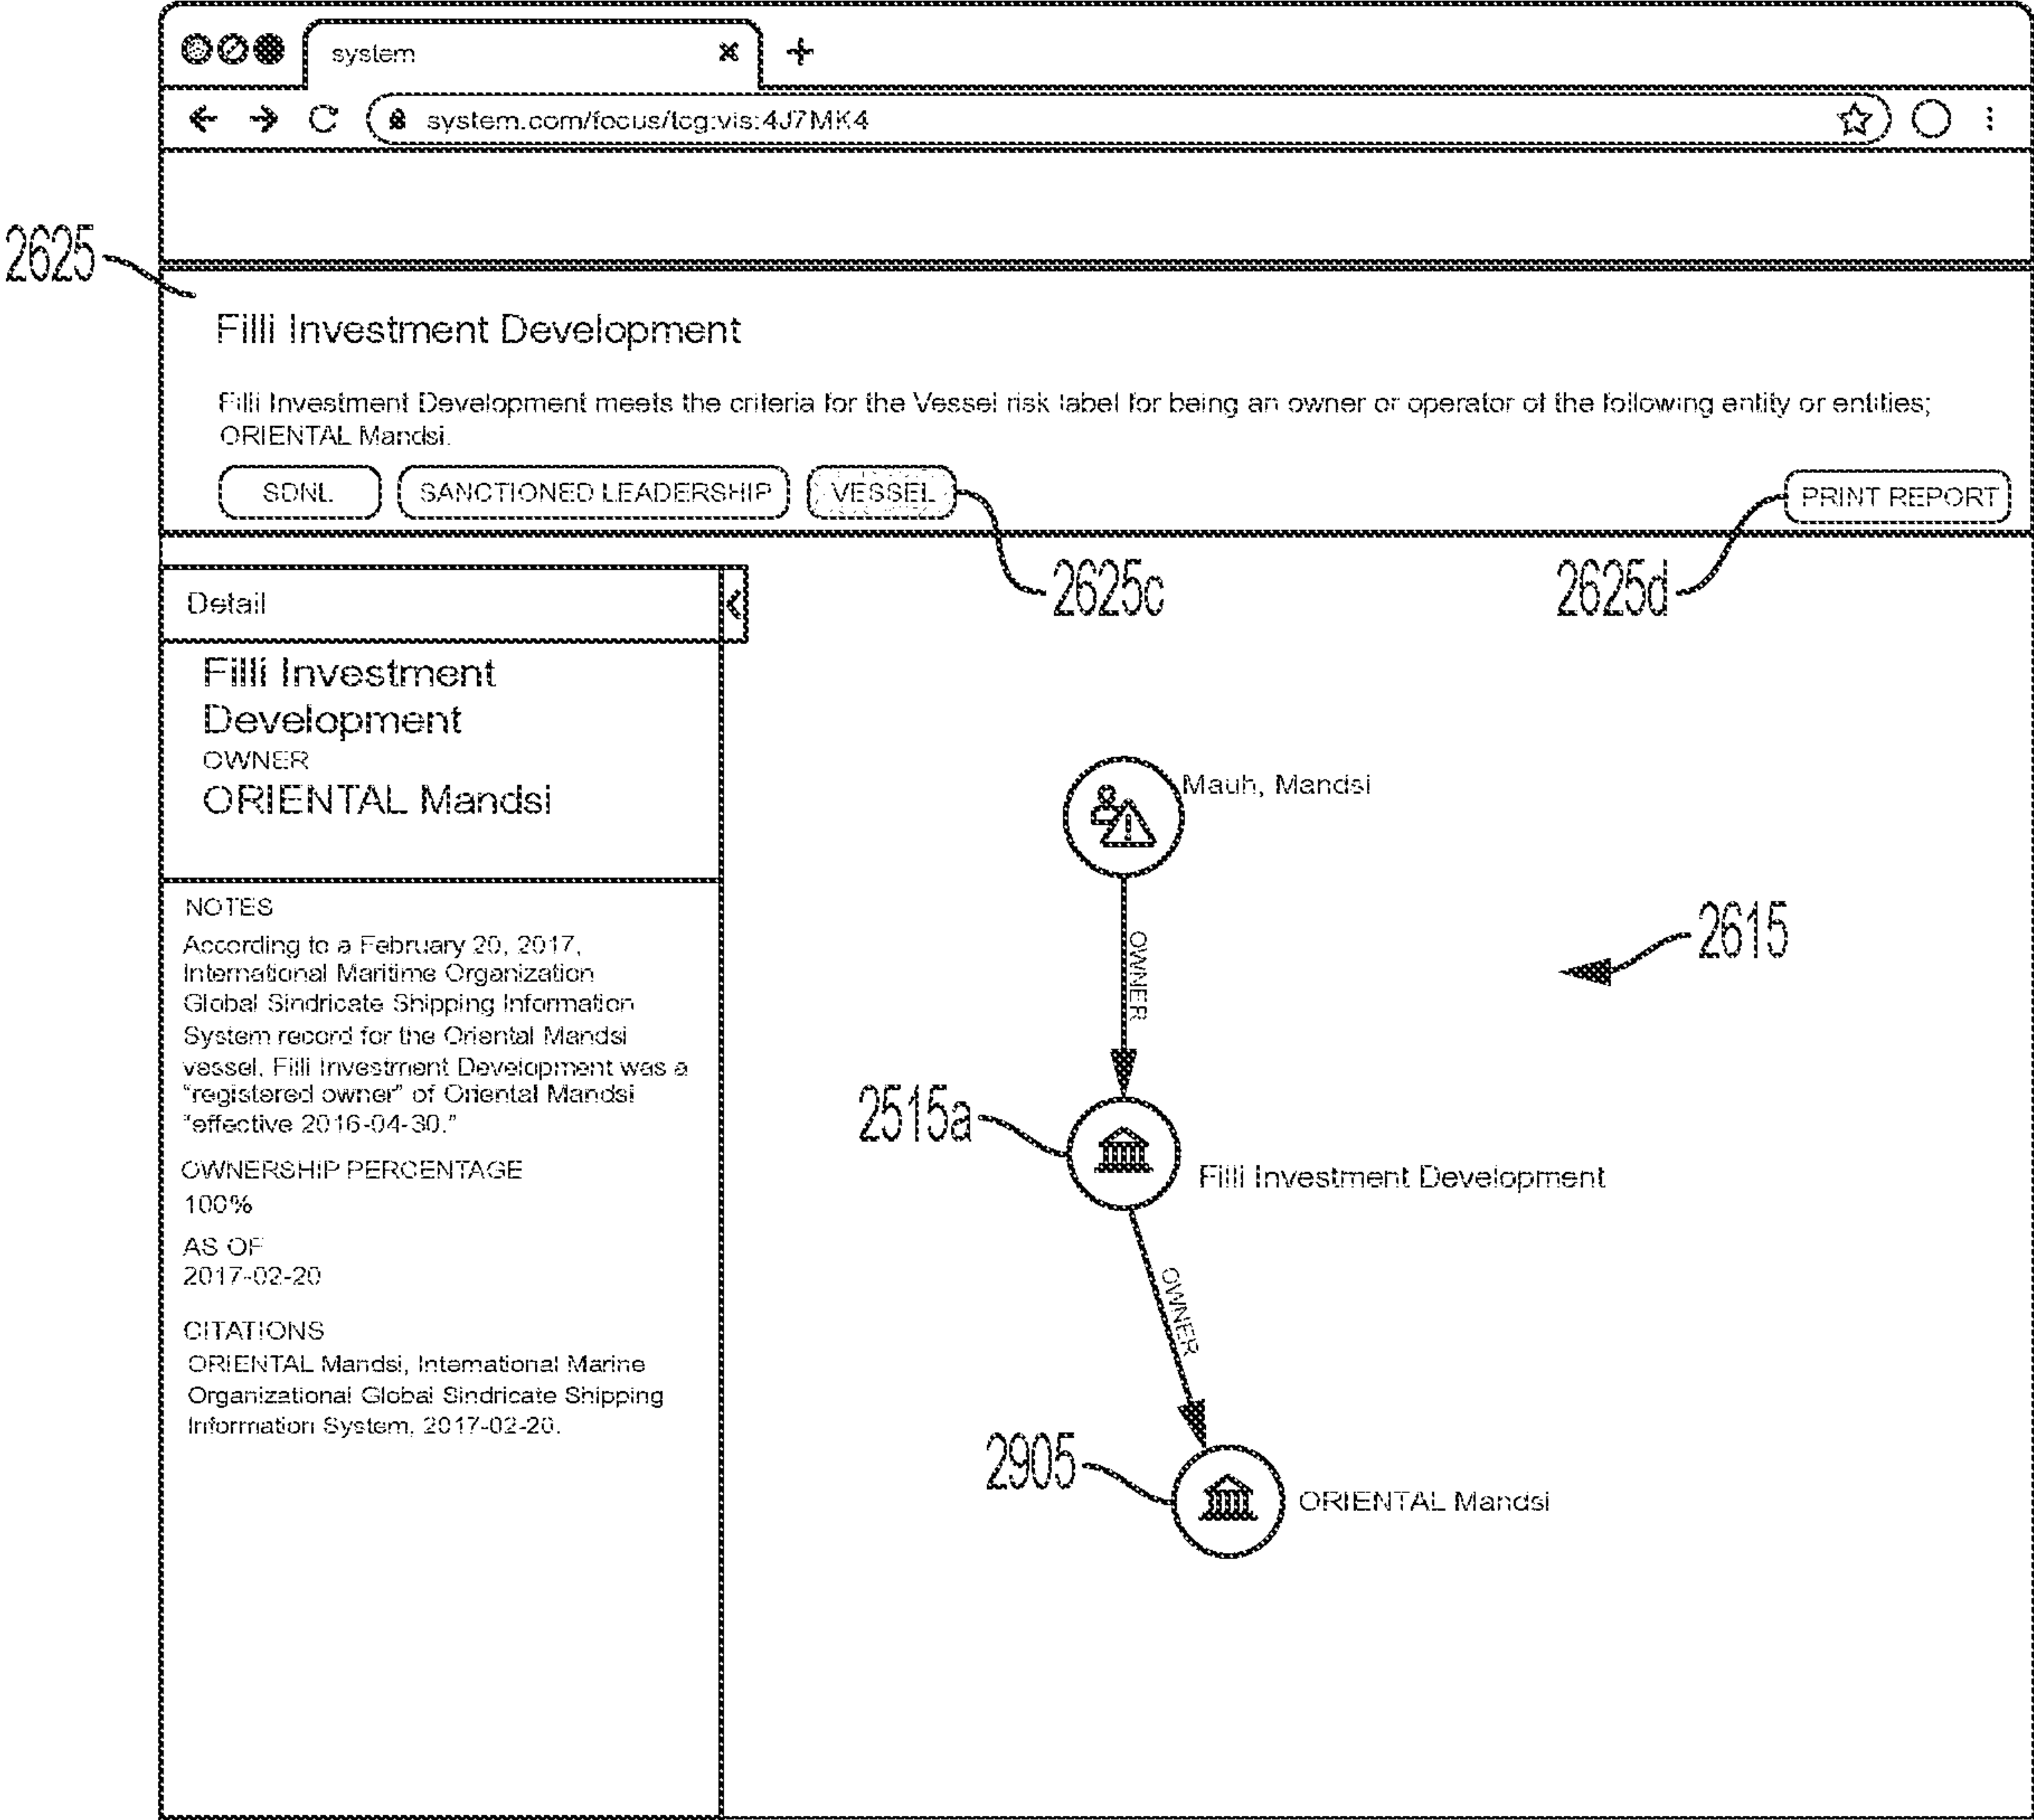 system
system.com/focus/tcg:vis:4J7MK4
2625
Filli Investment Development
Filli Investment Development meets the criteria for the Vessel risk label for being an owner or operator of the following entity or entities;
ORIENTAL Mandsi.
SDNL
SANCTIONED LEADERSHIP
VESSEL
PRINT REPORT
2625c
2625d
Detail
Filli Investment
Development
OWNER
ORIENTAL Mandsi
NOTES
According to a February 20, 2017,
International Maritime Organization
Global Sindricate Shipping Information
System record for the Oriental Mandsi
vessel, Filli Investment Development was a
"registered owner" of Oriental Mandsi
"effective 2016-04-30."
OWNERSHIP PERCENTAGE
100%
AS OF
2017-02-20
CITATIONS
ORIENTAL Mandsi, International Marine
Organizational Global Sindricate Shipping
Information System, 2017-02-20.
Mauh, Mandsi
OWNER
2615
2515a
Filli Investment Development
OWNER
2905
ORIENTAL Mandsi